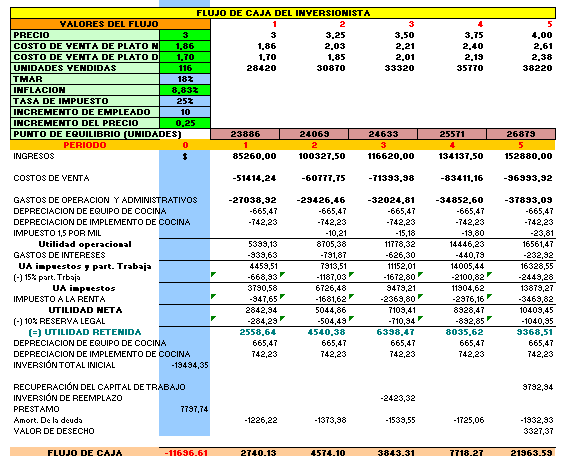 FLUJO DE CAJA DEL INVERSIONISTA
VALORES DEL FLUJO 1 2 3 4 5
PRECIO 3 3 3,25 3,50 3,75 4,00
COSTO DE VENTA DE PLATO N 1,86 1,86 2,03 2,21 2,40 2,61
COSTO DE VENTA DE PLATO D 1,70 1,70 1,85 2,01 2,19 2,38
UNIDADES VENDIDAS 116 28420 30870 33320 35770 38220
TMAR 18%
INFLACION 8,83%
TASA DE IMPUESTO 25%
INCREMENTO DE EMPLEADO 10
INCREMENTO DEL PRECIO 0,25
PUNTO DE EQUILIBRIO (UNIDADES) 23886 24069 24633 25571 26879
PERIODO 0 1 2 3 4 5
INGRESOS $ 85260,00 100327,50 116620,00 134137,50 152880,00
COSTOS DE VENTA -51414,24 -60777,75 -71393,98 -83411,16 -96993,92
GASTOS DE OPERACION Y ADMINISTRATIVOS -27038,92 -29426,46 -32024,81 -34852,60 -37893,09
DEPRECIACION DE EQUIPO DE COCINA -665,47 -665,47 -665,47 -665,47 -665,47
DEPRECIACION DE IMPLEMENTO DE COCINA -742,23 -742,23 -742,23 -742,23 -742,23
IMPUESTO 1,5 POR MIL -10,21 -15,18 -19,80 -23,81
Utilidad operacional 5399,13 8705,38 11778,32 14446,23 16561,47
GASTOS DE INTERESES -939,63 -791,87 -626,30 -440,79 -232,92
UA impuestos y part. Trabaja 4459,51 7913,51 11152,01 14005,44 16328,55
(-) 15% part. Trbaja -668,93 -1187,03 -1672,80 -2100,82 -2449,28
UA impuestos 3790,58 6726,48 9479,21 11904,62 13879,27
IMPUESTO A LA RENTA -947,65 -1681,62 -2369,80 -2976,16 -3469,82
UTILIDAD NETA 2842,94 5044,86 7109,41 8928,47 10409,45
(-) 10% RESERVA LEGAL -284,29 -504,49 -710,94 -892,85 -1040,95
(=) UTILIDAD RETENIDA 2558,64 4540,38 6398,47 8035,62 9368,51
DEPRECIACION DE EQUIPO DE COCINA 665,47 665,47 665,47 665,47 665,47
DEPRECIACION DE IMPLEMENTO DE COCINA 742,23 742,23 742,23 742,23 742,23
INVERSIÓN TOTAL INICIAL -19494,35
RECUPERACIÓN DEL CAPITAL DE TRABAJO 9792,94
INVERSIÓN DE REEMPLAZO -2423,32
PRESTAMO 7797,74
Amort. De la deuda -1226,22 -1373,98 -1539,55 -1725,06 -1932,93
VALOR DE DESECHO 3327,37
FLUJO DE CAJA -11696,61 2740,13 4574,10 3843,31 7718,27 21963,59